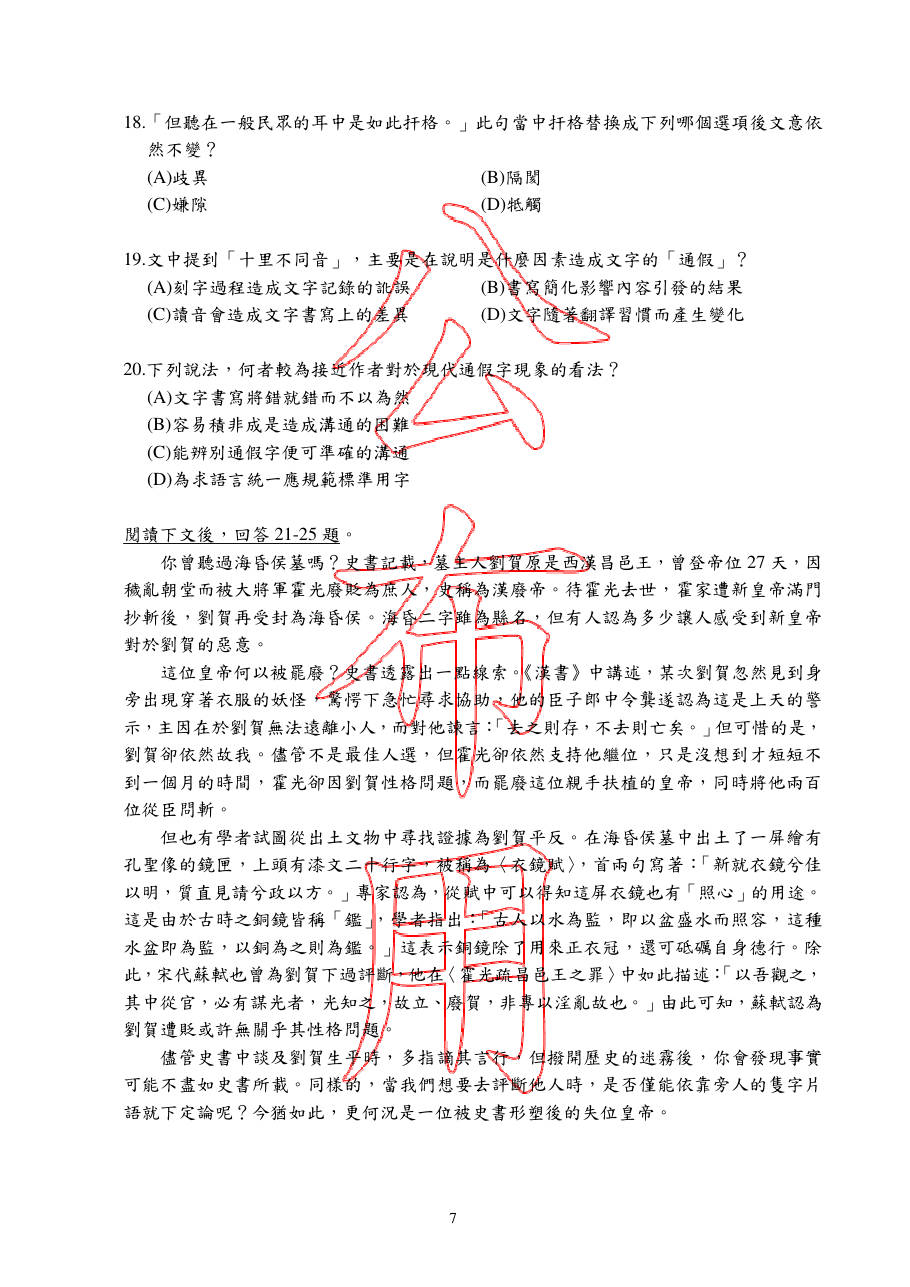 18.「但聽在一般民眾的耳中是如此扞格。」此句當中扞格替換成下列哪個選項後文意依
然不變？
(A)歧異 (B)隔閡
(C)嫌隙 (D)牴觸
19.文中提到「十里不同音」，主要是在說明是什麼因素造成文字的「通假」？
(A)刻字過程造成文字記錄的訛誤 (B)書寫簡化影響內容引發的結果
(C)讀音會造成文字書寫上的差異 (D)文字隨著翻譯習慣而產生變化
20.下列說法，何者較為接近作者對於現代通假字現象的看法？
(A)文字書寫將錯就錯而不以為然
(B)容易積非成是造成溝通的困難
(C)能辨別通假字便可準確的溝通
(D)為求語言統一應規範標準用字
閱讀下文後，回答 21-25 題。
你曾聽過海昏侯墓嗎？史書記載，墓主人劉賀原是西漢昌邑王，曾登帝位 27 天，因
穢亂朝堂而被大將軍霍光廢貶為庶人，史稱為漢廢帝。待霍光去世，霍家遭新皇帝滿門
抄斬後，劉賀再受封為海昏侯。海昏二字雖為縣名，但有人認為多少讓人感受到新皇帝
對於劉賀的惡意。
這位皇帝何以被罷廢？史書透露出一點線索。《漢書》中講述，某次劉賀忽然見到身
旁出現穿著衣服的妖怪，驚愕下急忙尋求協助，他的臣子郎中令龔遂認為這是上天的警
示，主因在於劉賀無法遠離小人，而對他諫言：「去之則存，不去則亡矣。」但可惜的是，
劉賀卻依然故我。儘管不是最佳人選，但霍光卻依然支持他繼位，只是沒想到才短短不
到一個月的時間，霍光卻因劉賀性格問題，而罷廢這位親手扶植的皇帝，同時將他兩百
位從臣問斬。
但也有學者試圖從出土文物中尋找證據為劉賀平反。在海昏侯墓中出土了一屏繪有
孔聖像的鏡匣，上頭有漆文二十行字，被稱為〈衣鏡賦〉，首兩句寫著：「新就衣鏡兮佳
以明，質直見請兮政以方。」專家認為，從賦中可以得知這屏衣鏡也有「照心」的用途。
這是由於古時之銅鏡皆稱「鑑」，學者指出：「古人以水為監，即以盆盛水而照容，這種
水盆即為監，以銅為之則為鑑。」這表示銅鏡除了用來正衣冠，還可砥礪自身德行。除
此，宋代蘇軾也曾為劉賀下過評斷，他在〈霍光疏昌邑王之罪〉中如此描述：「以吾觀之，
其中從官，必有謀光者，光知之，故立、廢賀，非專以淫亂故也。」由此可知，蘇軾認為
劉賀遭貶或許無關乎其性格問題。
儘管史書中談及劉賀生平時，多指謫其言行，但撥開歷史的迷霧後，你會發現事實
可能不盡如史書所載。同樣的，當我們想要去評斷他人時，是否僅能依靠旁人的隻字片
語就下定論呢？今猶如此，更何況是一位被史書形塑後的失位皇帝。
公布用
7